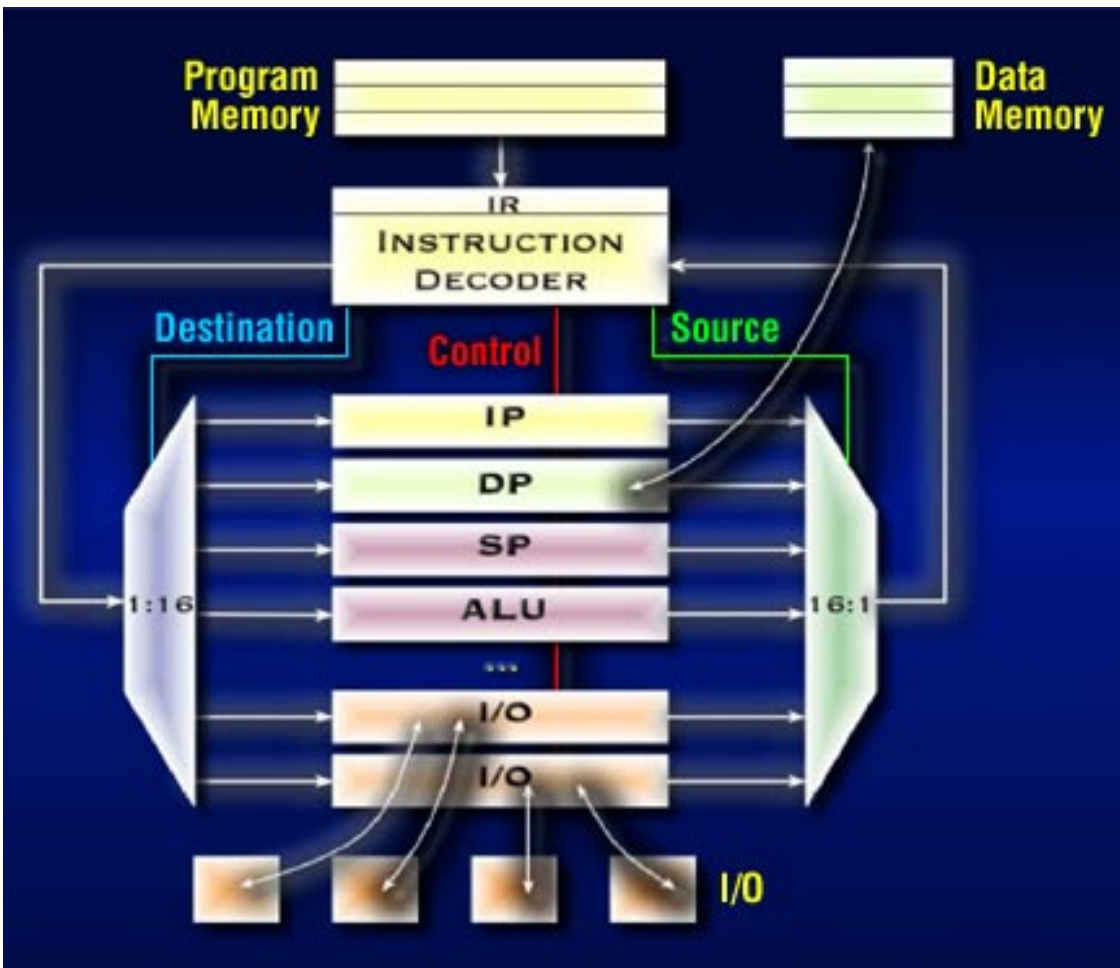 Program
Memory
Data
Memory
IR
INSTRUCTION
DECODER
Destination
Control
Source
IP
DP
SP
1:16
ALU
16:1
...
I/O
I/O
I/O